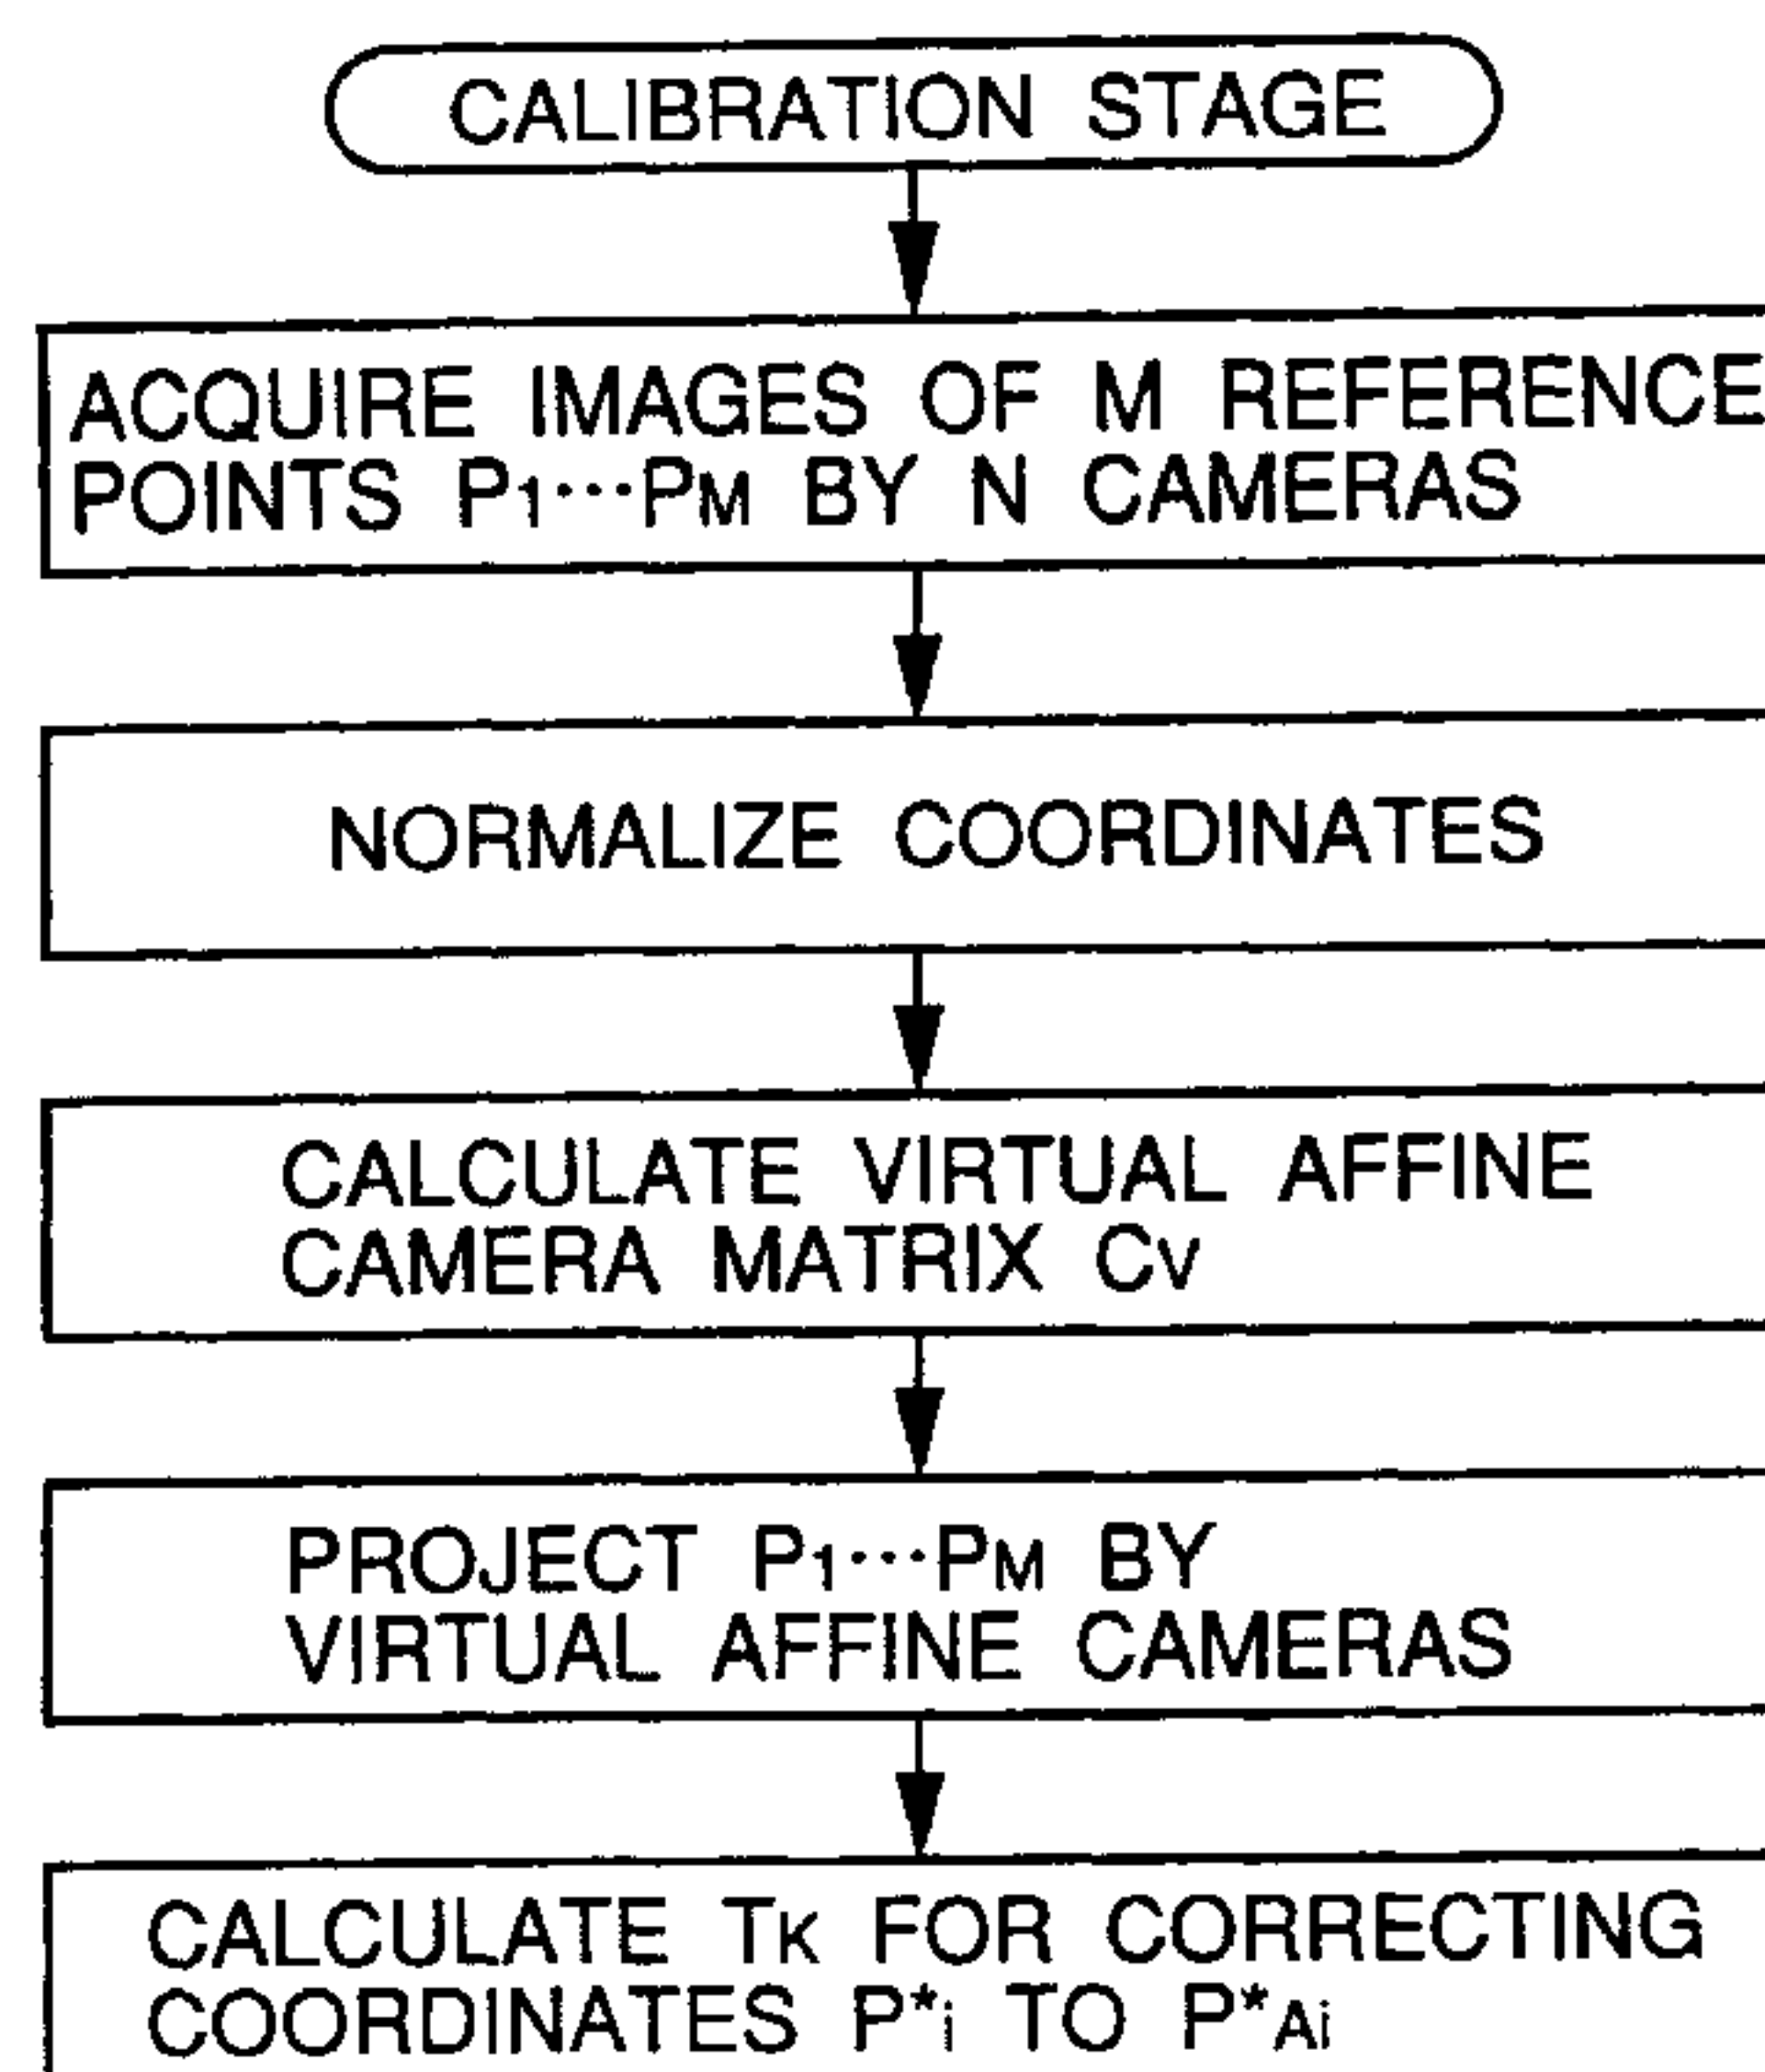 CALIBRATION STAGE
ACQUIRE IMAGES OF M REFERENCE
POINTS P1···PM BY N CAMERAS
NORMALIZE COORDINATES
CALCULATE VIRTUAL AFFINE
CAMERA MATRIX CV
PROJECT P1···PM BY
VIRTUAL AFFINE CAMERAS
CALCULATE TK FOR CORRECTING
COORDINATES P*i TO P*Ai